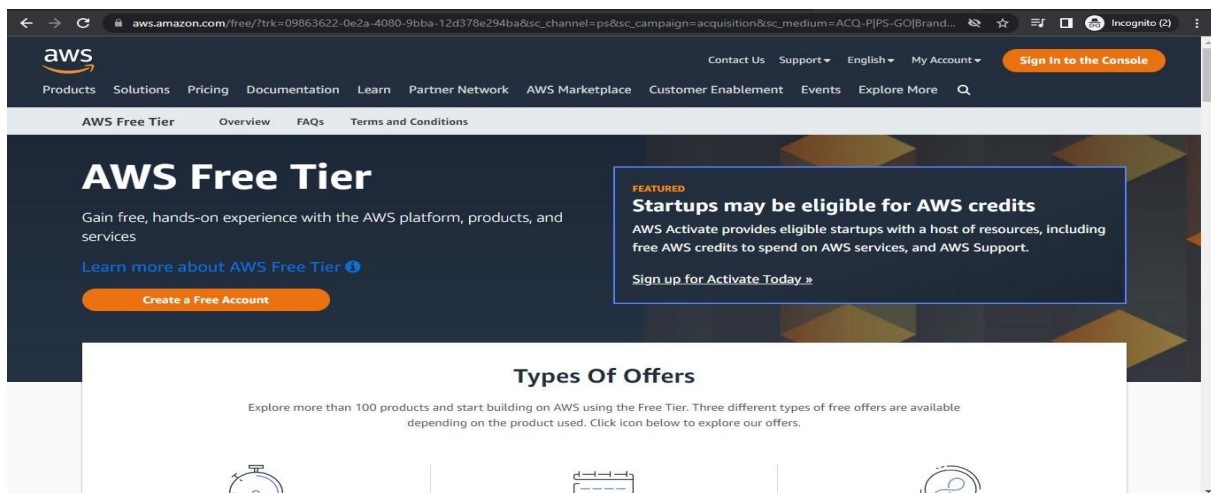 aws.amazon.com/free/?trk=09863622-0e2a-4080-9bba-12d378e294ba&sc_channel=ps&sc_campaign=acquisition&sc_medium=ACQ-P|PS-GO|Brand... Incognito (2)
aws
Contact Us Support English My Account Sign In to the Console
Products Solutions Pricing Documentation Learn Partner Network AWS Marketplace Customer Enablement Events Explore More
AWS Free Tier Overview FAQs Terms and Conditions
AWS Free Tier
Gain free, hands-on experience with the AWS platform, products, and
services
Learn more about AWS Free Tier
Create a Free Account
FEATURED
Startups may be eligible for AWS credits
AWS Activate provides eligible startups with a host of resources, including
free AWS credits to spend on AWS services, and AWS Support.
Sign up for Activate Today »
Types Of Offers
Explore more than 100 products and start building on AWS using the Free Tier. Three different types of free offers are available
depending on the product used. Click icon below to explore our offers.